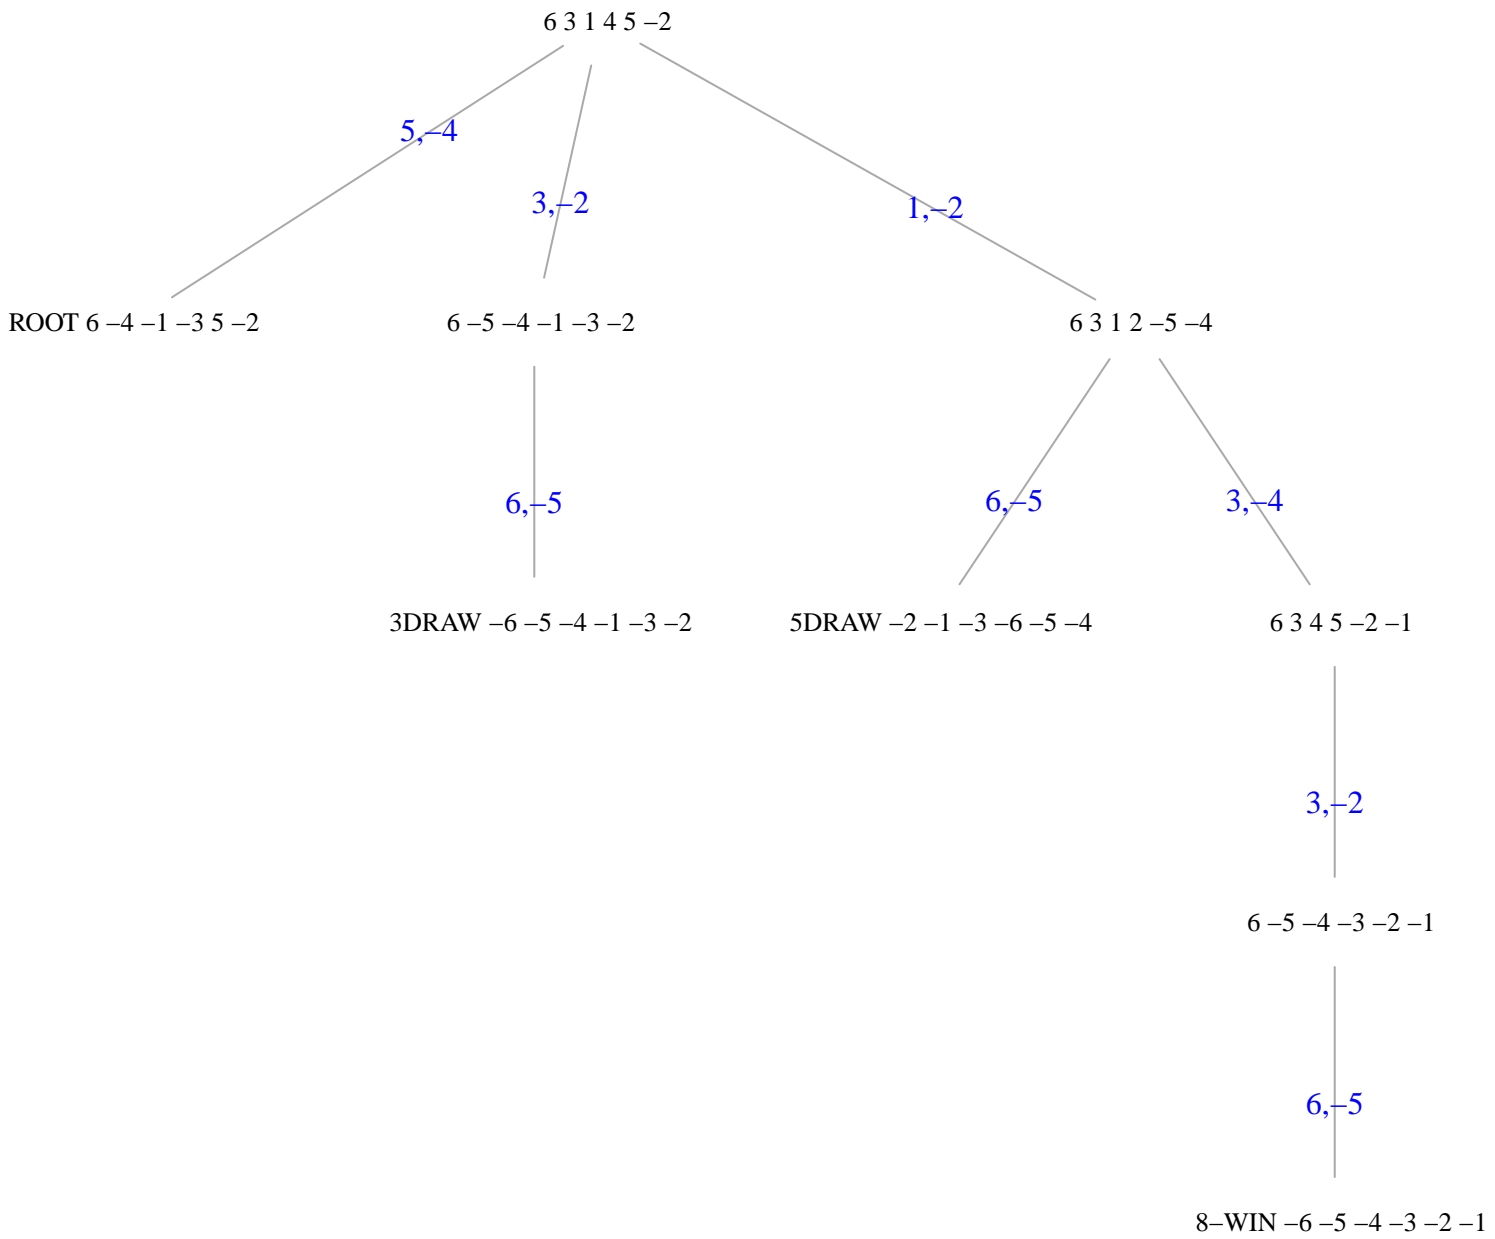 6 3 1 4 5 –2
5,–4
3,–2
1,–2
ROOT 6 –4 –1 –3 5 –2
6 –5 –4 –1 –3 –2
6 3 1 2 –5 –4
6,–5
6,–5
3,–4
3DRAW –6 –5 –4 –1 –3 –2
5DRAW –2 –1 –3 –6 –5 –4
6 3 4 5 –2 –1
3,–2
6 –5 –4 –3 –2 –1
6,–5
8–WIN –6 –5 –4 –3 –2 –1